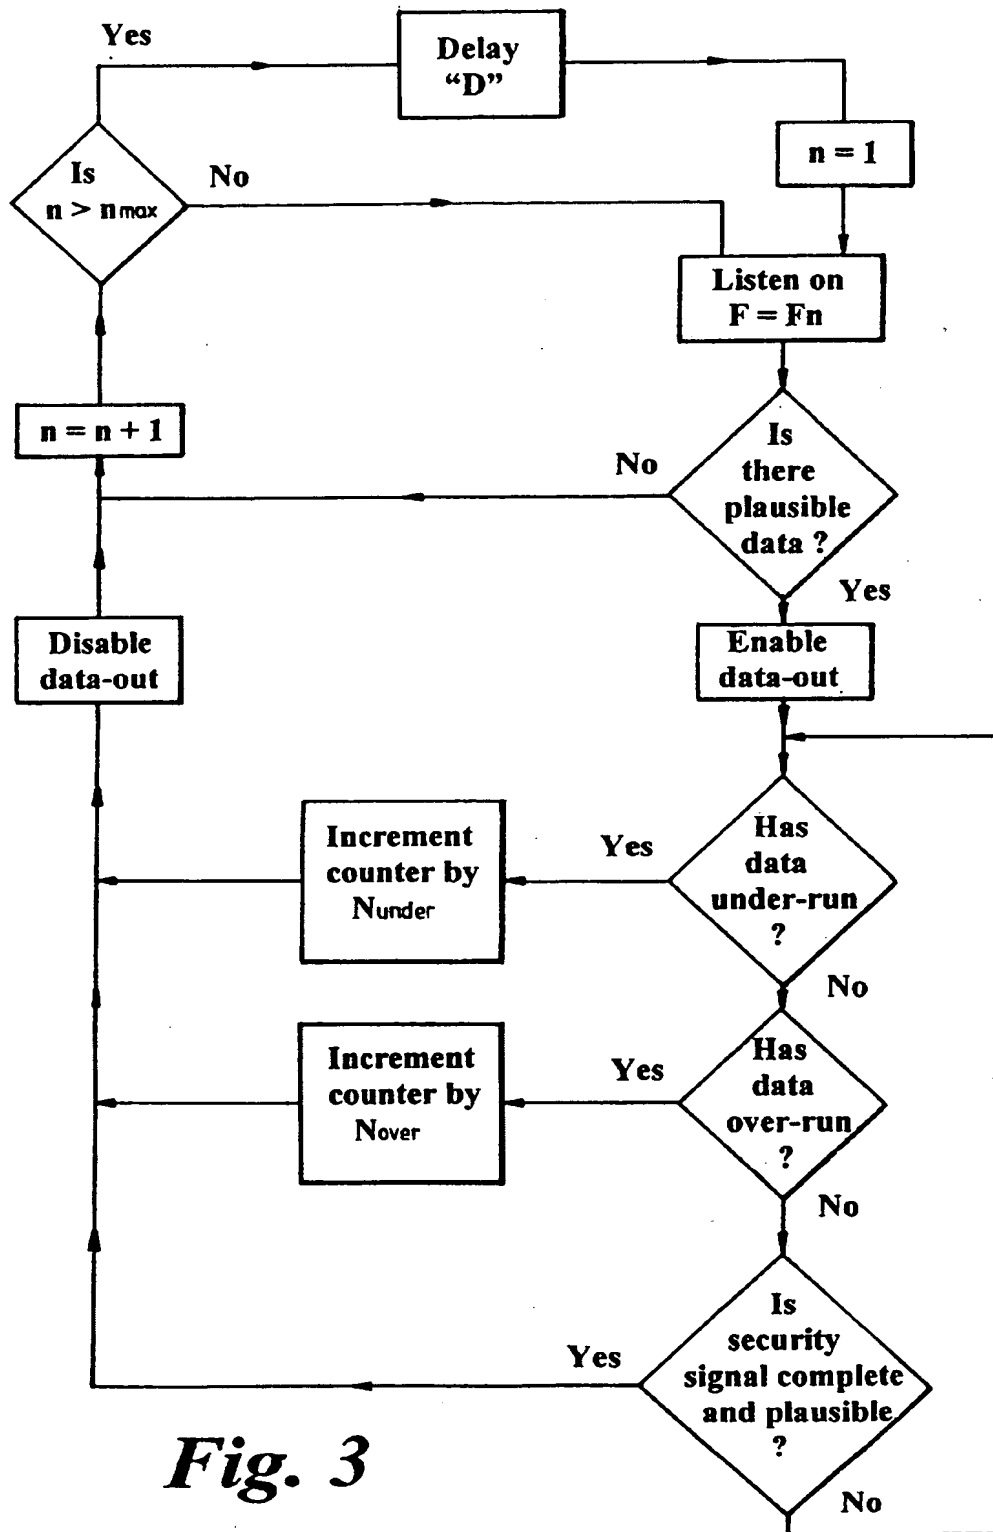 Yes
Delay
“D”
n = 1
Is
n > nmax
No
Listen on
F = Fn
n = n + 1
Is
there
plausible
data ?
No
Yes
Disable
data-out
Enable
data-out
Has
data
under-run
?
Yes
Increment
counter by
Nunder
No
Has
data
over-run
?
Yes
Increment
counter by
Nover
No
Is
security
signal complete
and plausible
?
Yes
No
Fig. 3